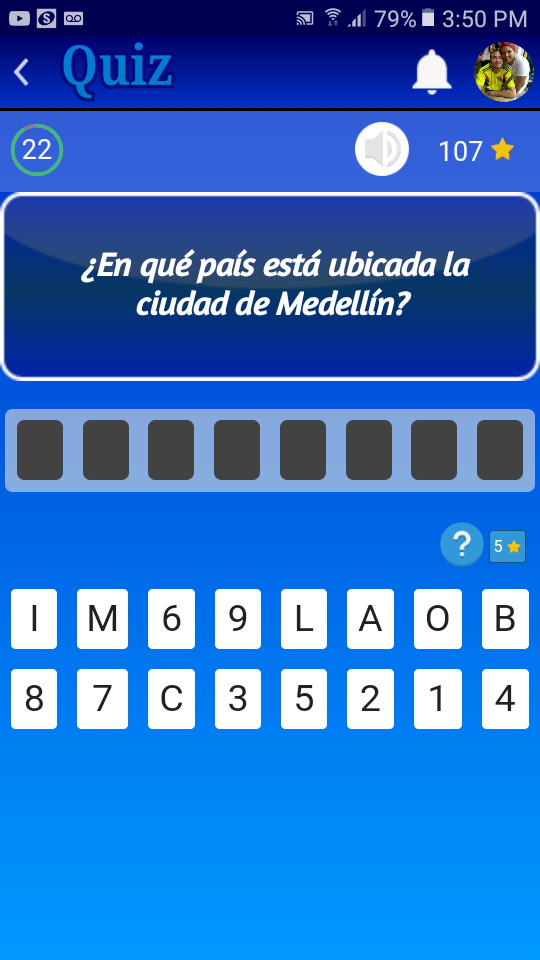 79% 3:50 PM
Quiz
22
107
¿En qué país está ubicada la
ciudad de Medellín?
? 5
I M 6 9 L A O B
8 7 C 3 5 2 1 4